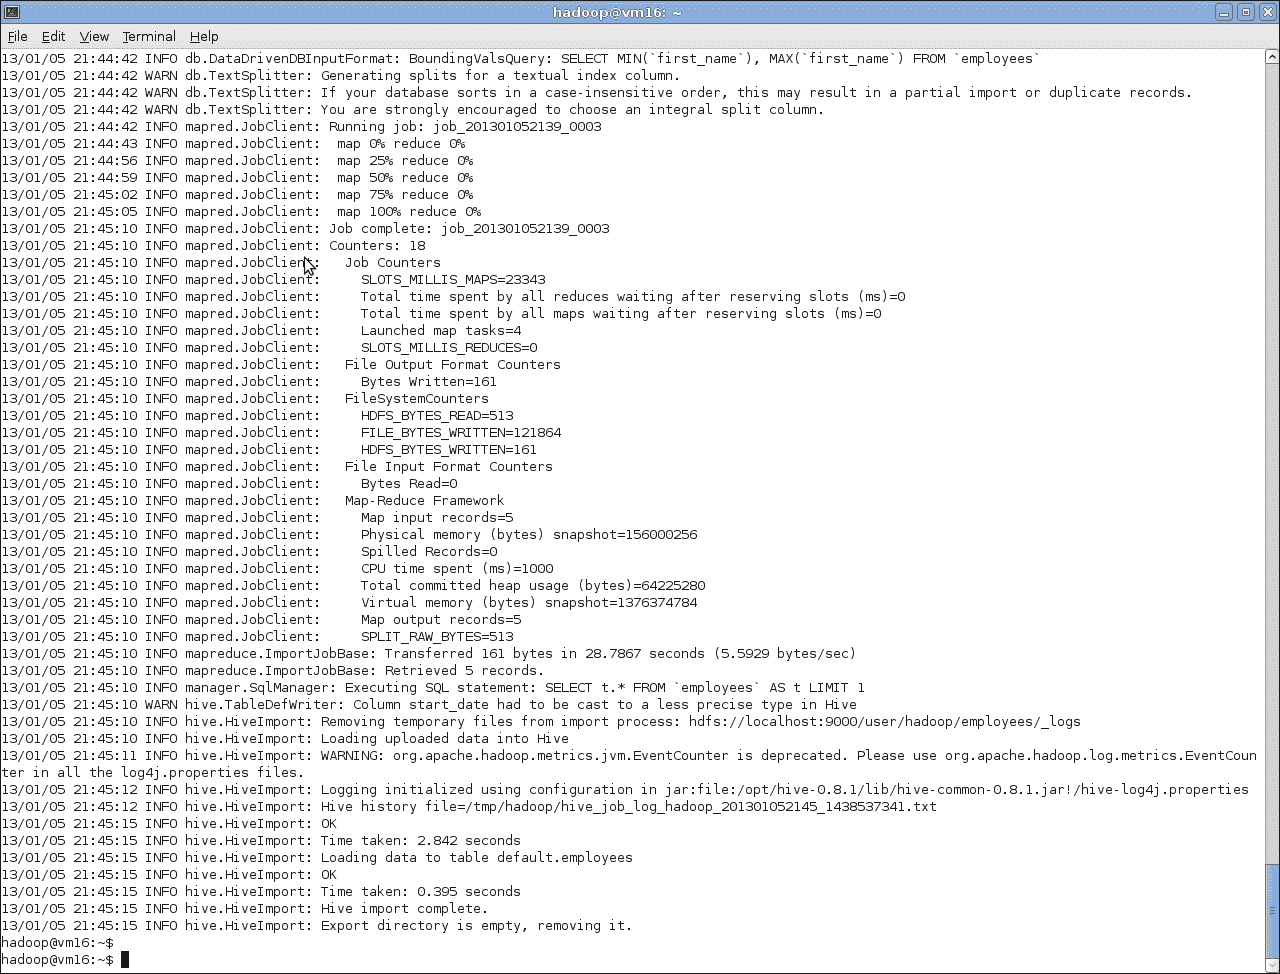 hadoop@vm16: ~
File Edit View Terminal Help
13/01/05 21:44:42 INFO db.DataDrivenDBInputFormat: BoundingValsQuery: SELECT MIN(`first_name`), MAX(`first_name`) FROM `employees`
13/01/05 21:44:42 WARN db.TextSplitter: Generating splits for a textual index column.
13/01/05 21:44:42 WARN db.TextSplitter: If your database sorts in a case-insensitive order, this may result in a partial import or duplicate records.
13/01/05 21:44:42 WARN db.TextSplitter: You are strongly encouraged to choose an integral split column.
13/01/05 21:44:42 INFO mapred.JobClient: Running job: job_201301052139_0003
13/01/05 21:44:43 INFO mapred.JobClient:  map 0% reduce 0%
13/01/05 21:44:56 INFO mapred.JobClient:  map 25% reduce 0%
13/01/05 21:44:59 INFO mapred.JobClient:  map 50% reduce 0%
13/01/05 21:45:02 INFO mapred.JobClient:  map 75% reduce 0%
13/01/05 21:45:05 INFO mapred.JobClient:  map 100% reduce 0%
13/01/05 21:45:10 INFO mapred.JobClient: Job complete: job_201301052139_0003
13/01/05 21:45:10 INFO mapred.JobClient: Counters: 18
13/01/05 21:45:10 INFO mapred.JobClient:   Job Counters
13/01/05 21:45:10 INFO mapred.JobClient:     SLOTS_MILLIS_MAPS=23343
13/01/05 21:45:10 INFO mapred.JobClient:     Total time spent by all reduces waiting after reserving slots (ms)=0
13/01/05 21:45:10 INFO mapred.JobClient:     Total time spent by all maps waiting after reserving slots (ms)=0
13/01/05 21:45:10 INFO mapred.JobClient:     Launched map tasks=4
13/01/05 21:45:10 INFO mapred.JobClient:     SLOTS_MILLIS_REDUCES=0
13/01/05 21:45:10 INFO mapred.JobClient:   File Output Format Counters
13/01/05 21:45:10 INFO mapred.JobClient:     Bytes Written=161
13/01/05 21:45:10 INFO mapred.JobClient:   FileSystemCounters
13/01/05 21:45:10 INFO mapred.JobClient:     HDFS_BYTES_READ=513
13/01/05 21:45:10 INFO mapred.JobClient:     FILE_BYTES_WRITTEN=121864
13/01/05 21:45:10 INFO mapred.JobClient:     HDFS_BYTES_WRITTEN=161
13/01/05 21:45:10 INFO mapred.JobClient:   File Input Format Counters
13/01/05 21:45:10 INFO mapred.JobClient:     Bytes Read=0
13/01/05 21:45:10 INFO mapred.JobClient:   Map-Reduce Framework
13/01/05 21:45:10 INFO mapred.JobClient:     Map input records=5
13/01/05 21:45:10 INFO mapred.JobClient:     Physical memory (bytes) snapshot=156000256
13/01/05 21:45:10 INFO mapred.JobClient:     Spilled Records=0
13/01/05 21:45:10 INFO mapred.JobClient:     CPU time spent (ms)=1000
13/01/05 21:45:10 INFO mapred.JobClient:     Total committed heap usage (bytes)=64225280
13/01/05 21:45:10 INFO mapred.JobClient:     Virtual memory (bytes) snapshot=1376374784
13/01/05 21:45:10 INFO mapred.JobClient:     Map output records=5
13/01/05 21:45:10 INFO mapred.JobClient:     SPLIT_RAW_BYTES=513
13/01/05 21:45:10 INFO mapreduce.ImportJobBase: Transferred 161 bytes in 28.7867 seconds (5.5929 bytes/sec)
13/01/05 21:45:10 INFO mapreduce.ImportJobBase: Retrieved 5 records.
13/01/05 21:45:10 INFO manager.SqlManager: Executing SQL statement: SELECT t.* FROM `employees` AS t LIMIT 1
13/01/05 21:45:10 WARN hive.TableDefWriter: Column start_date had to be cast to a less precise type in Hive
13/01/05 21:45:10 INFO hive.HiveImport: Removing temporary files from import process: hdfs://localhost:9000/user/hadoop/employees/_logs
13/01/05 21:45:10 INFO hive.HiveImport: Loading uploaded data into Hive
13/01/05 21:45:11 INFO hive.HiveImport: WARNING: org.apache.hadoop.metrics.jvm.EventCounter is deprecated. Please use org.apache.hadoop.log.metrics.EventCoun
ter in all the log4j.properties files.
13/01/05 21:45:12 INFO hive.HiveImport: Logging initialized using configuration in jar:file:/opt/hive-0.8.1/lib/hive-common-0.8.1.jar!/hive-log4j.properties
13/01/05 21:45:12 INFO hive.HiveImport: Hive history file=/tmp/hadoop/hive_job_log_hadoop_201301052145_1438537341.txt
13/01/05 21:45:15 INFO hive.HiveImport: OK
13/01/05 21:45:15 INFO hive.HiveImport: Time taken: 2.842 seconds
13/01/05 21:45:15 INFO hive.HiveImport: Loading data to table default.employees
13/01/05 21:45:15 INFO hive.HiveImport: OK
13/01/05 21:45:15 INFO hive.HiveImport: Time taken: 0.395 seconds
13/01/05 21:45:15 INFO hive.HiveImport: Hive import complete.
13/01/05 21:45:15 INFO hive.HiveImport: Export directory is empty, removing it.
hadoop@vm16:~$
hadoop@vm16:~$